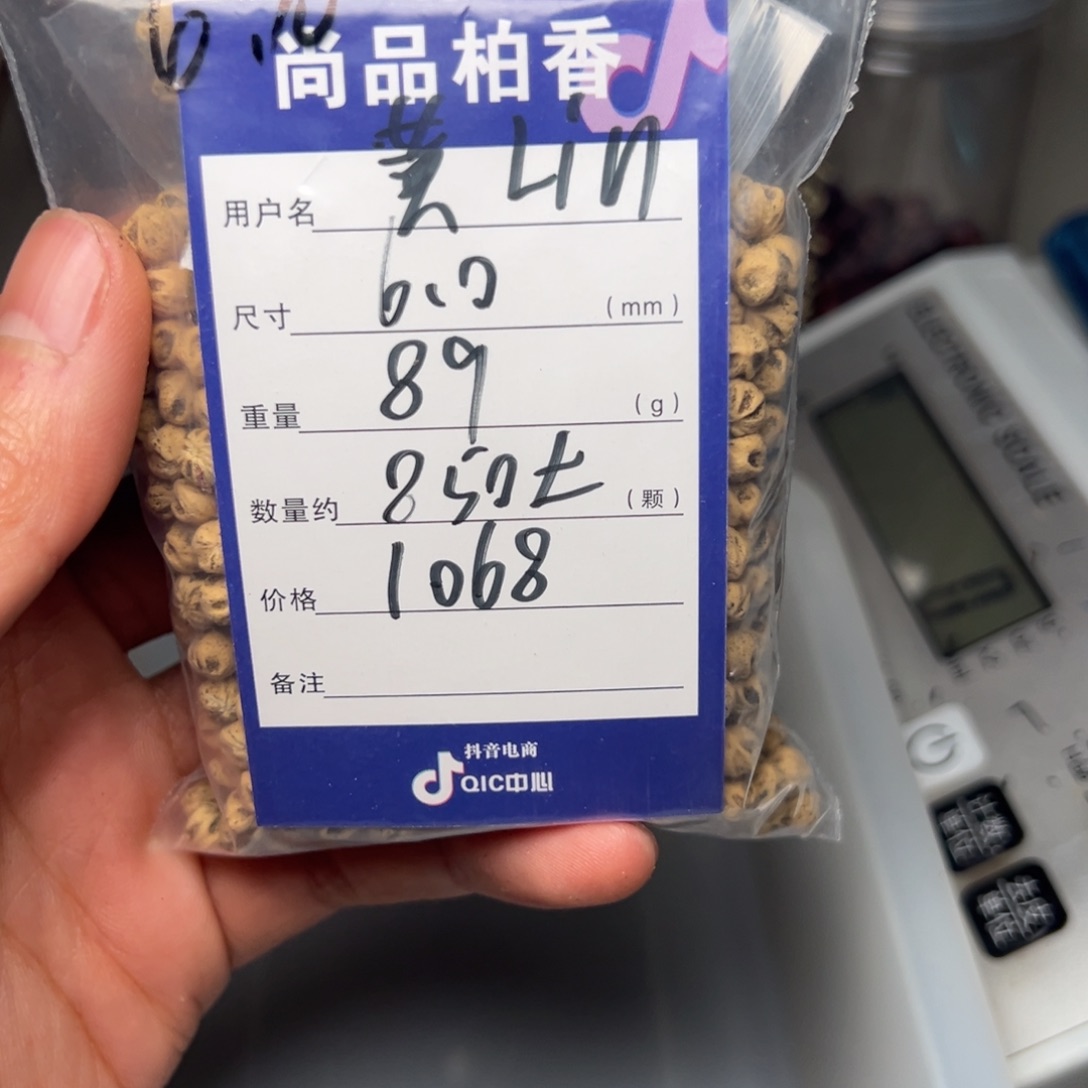 尚品柏香
用户名 黄Lin
尺寸 6.0 (mm)
重量 89 (g)
数量约 850± (颗)
价格 1068
备注
抖音电商
QIC中心
ELECTRONIC SCALE